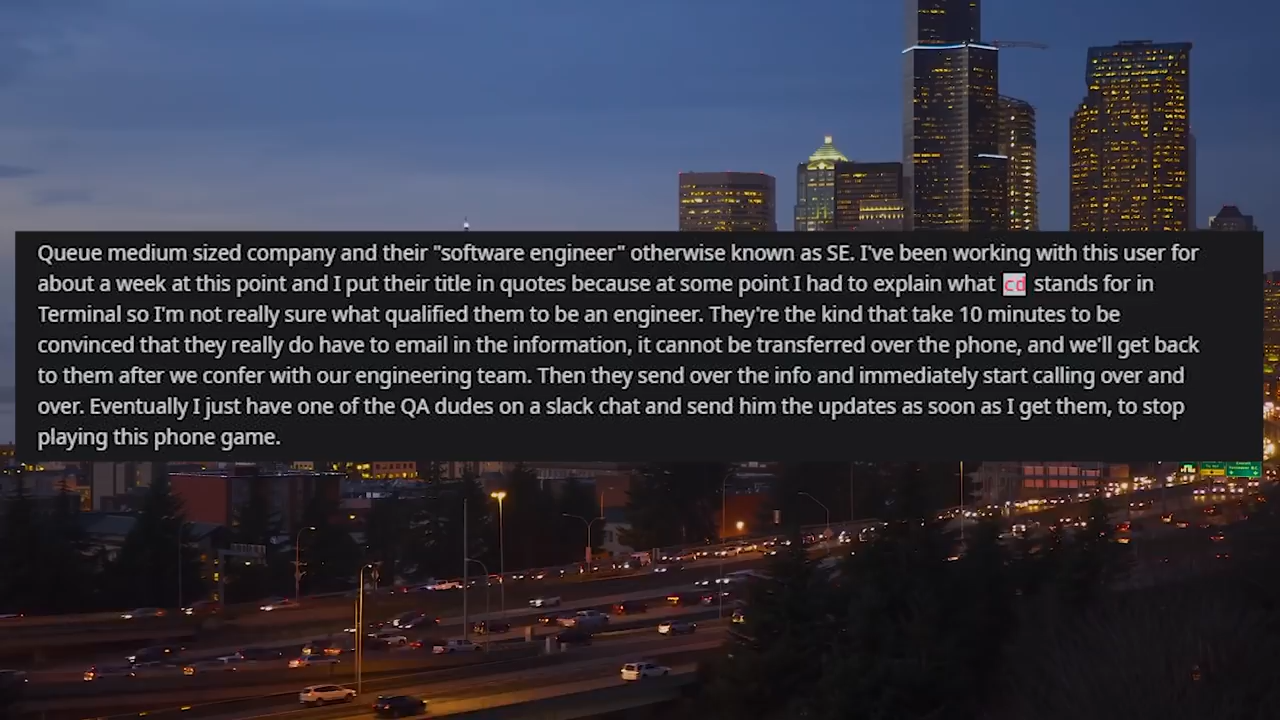 Queue medium sized company and their "software engineer" otherwise known as SE. I've been working with this user for
about a week at this point and I put their title in quotes because at some point I had to explain what cd stands for in
Terminal so I'm not really sure what qualified them to be an engineer. They're the kind that take 10 minutes to be
convinced that they really do have to email in the information, it cannot be transferred over the phone, and we'll get back
to them after we confer with our engineering team. Then they send over the info and immediately start calling over and
over. Eventually I just have one of the QA dudes on a slack chat and send him the updates as soon as I get them, to stop
playing this phone game.